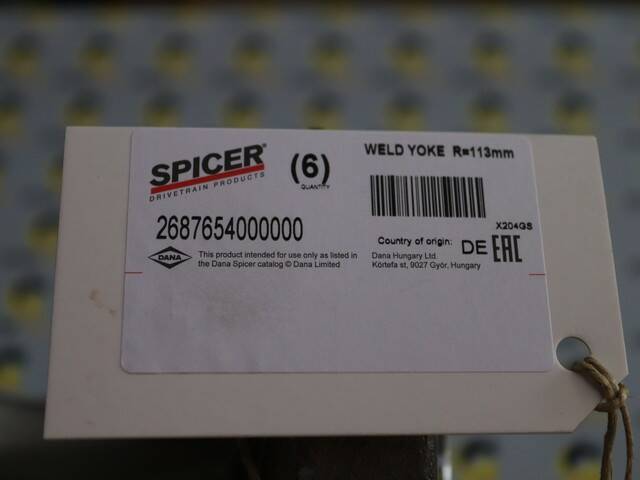 SPICER®
DRIVETRAIN PRODUCTS
(6)
QUANTITY
WELD YOKE R=113mm
X204GS
2687654000000
Country of origin: DE EAC
DANA
This product intended for use only as listed in
the Dana Spicer catalog © Dana Limited
Dana Hungary Ltd.
Körtefa st, 9027 Győr, Hungary